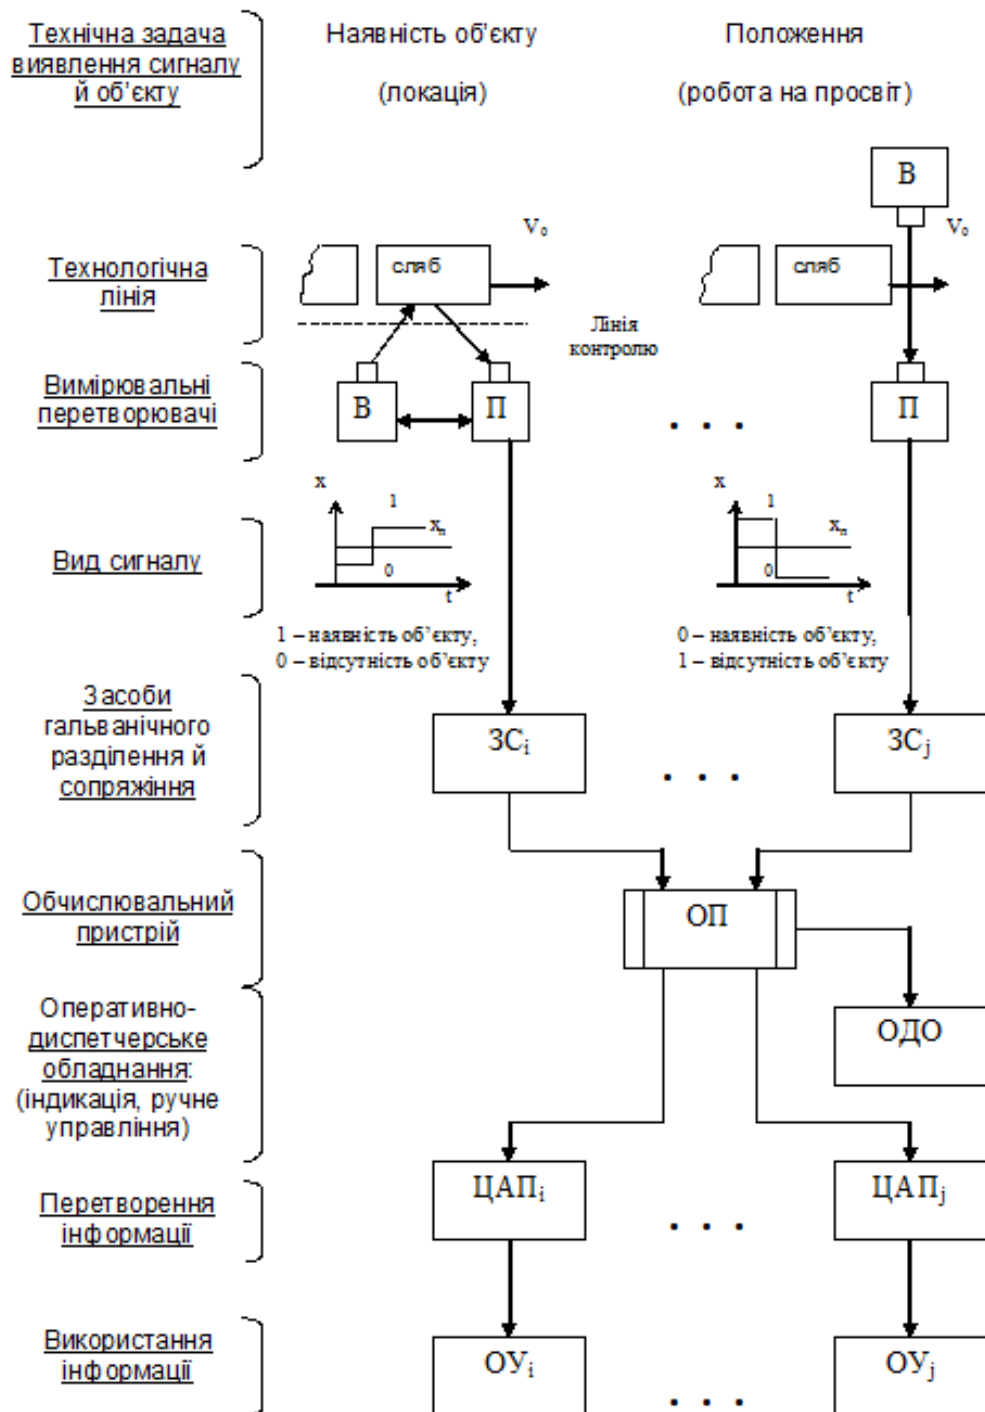 Технічна задача
виявлення сигналу
й об'єкту
Наявність об'єкту
(локація)
Положення
(робота на просвіт)
В
V₀
V₀
Технологічна
лінія
сляб
сляб
Лінія
контролю
Вимірювальні
перетворювачі
В
П
. . .
П
Вид сигналу
x
1
xₙ
0
t
x
1
xₙ
0
t
1 – наявність об'єкту,
0 – відсутність об'єкту
0 – наявність об'єкту,
1 – відсутність об'єкту
Засоби
гальванічного
разділення й
сопряжіння
ЗСi
. . .
ЗСj
Обчислювальний
пристрій
ОП
Оперативно-
диспетчерське
обладнання:
(індикація, ручне
управління)
ОДО
Перетворення
інформації
ЦАПi
. . .
ЦАПj
Використання
інформації
ОУi
. . .
ОУj